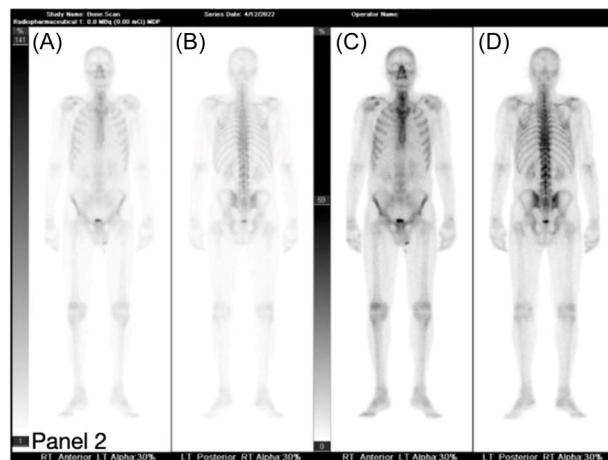 Study Name: Bone Scan Series Date: 4/12/2022 Operator Name:
Radiopharmaceutical 1: 0.0 MBq (0.00 mCi) MDP
% (A) (B) % (C) (D)
141
59
1 Panel 2 0
RT Anterior LT Alpha:30% LT Posterior RT Alpha:30% RT Anterior LT Alpha:30% LT Posterior RT Alpha:30%